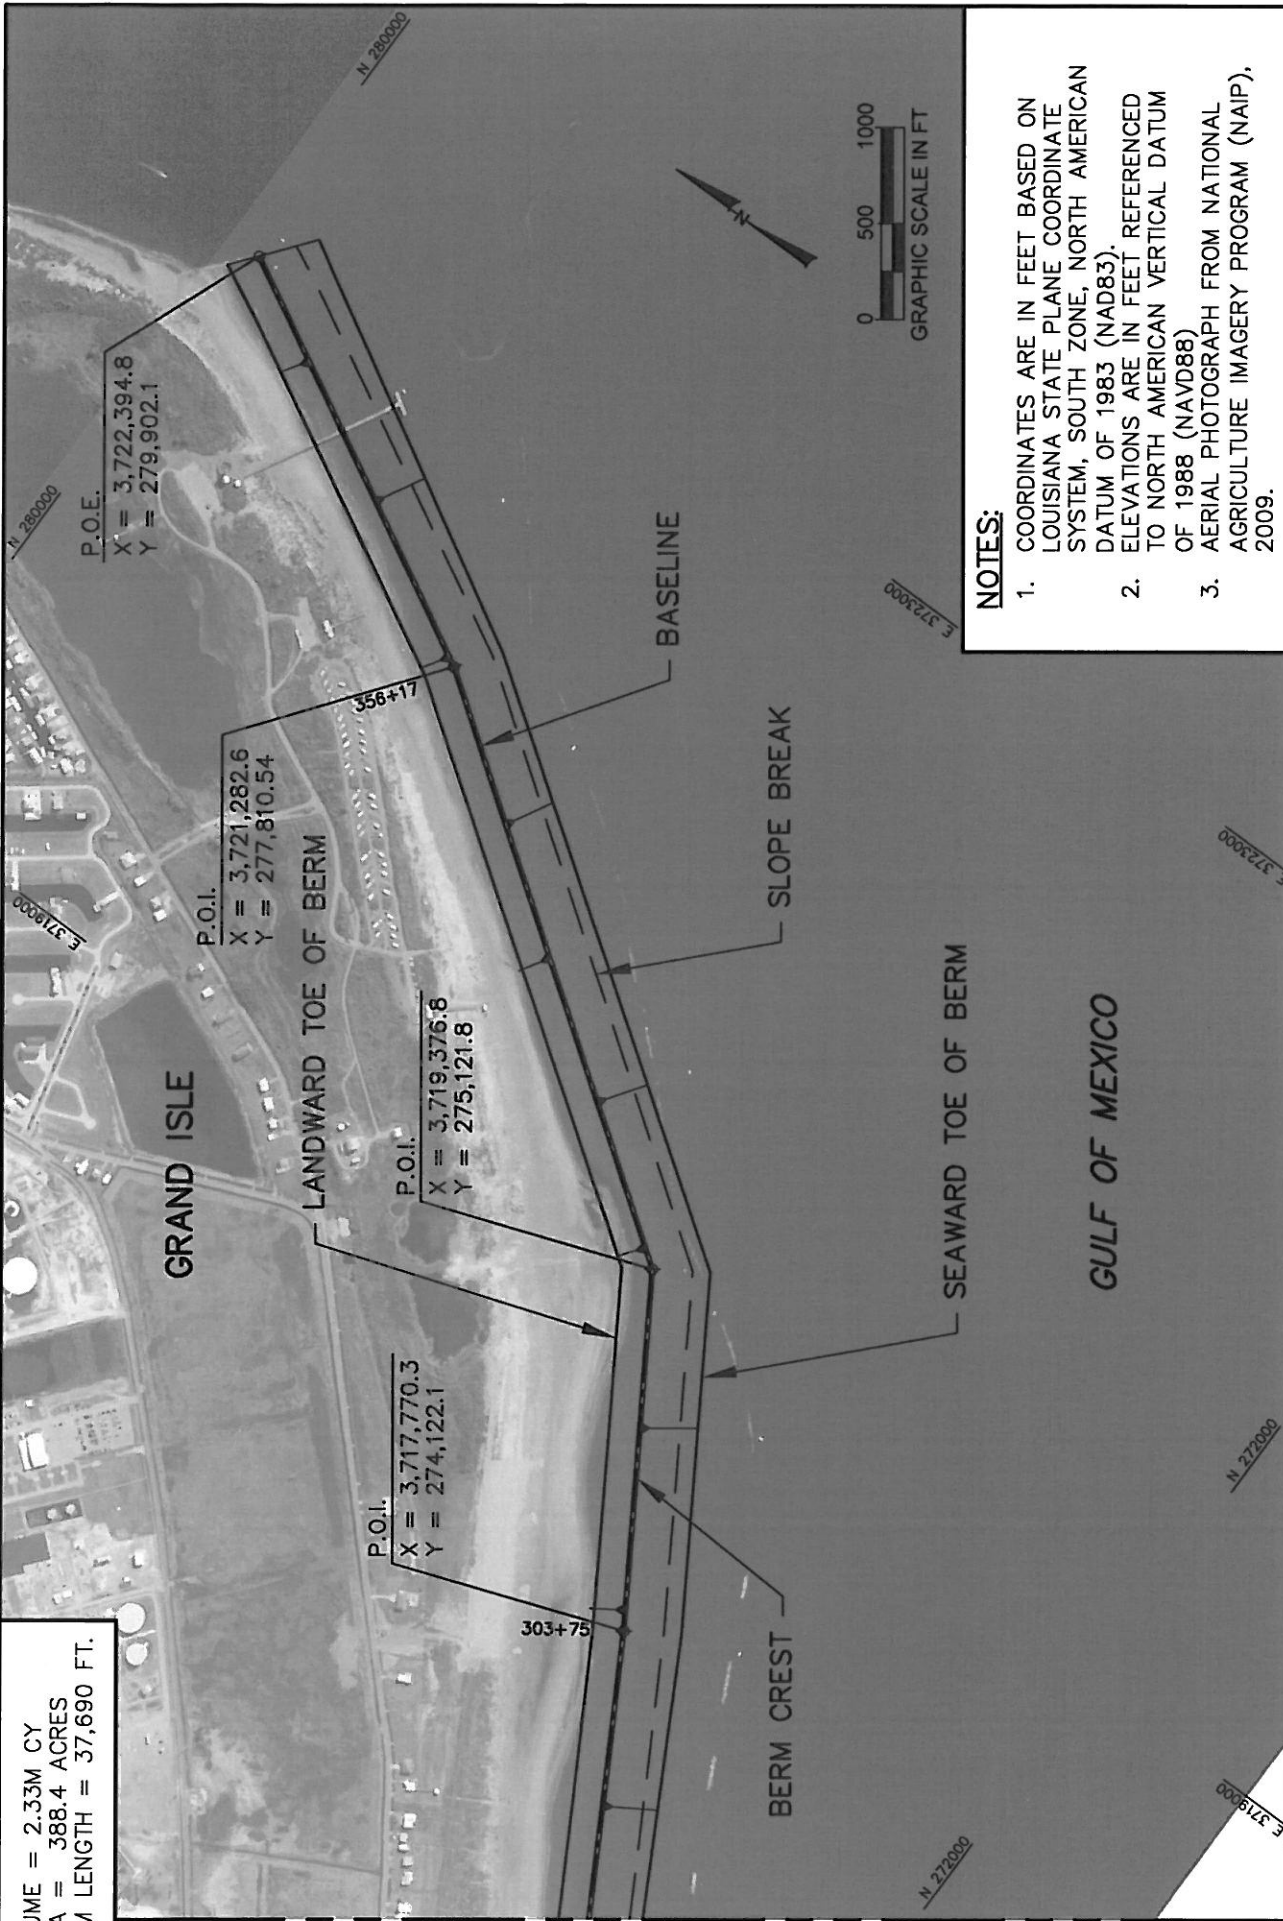 UME = 2.33M CY
A = 388.4 ACRES
M LENGTH = 37,690 FT.
GRAND ISLE
LANDWARD TOE OF BERM
P.O.I.
X = 3,717,770.3
Y = 274,122.1
303+75
P.O.I.
X = 3,719,376.8
Y = 275,121.8
P.O.I.
X = 3,721,282.6
Y = 277,810.54
356+17
P.O.E.
X = 3,722,394.8
Y = 279,902.1
N 280000
N 280000
E 3719000
BERM CREST
SEAWARD TOE OF BERM
SLOPE BREAK
BASELINE
GULF OF MEXICO
N 272000
N 272000
E 3719000
E 3723000
E 3723000
N
0 500 1000
GRAPHIC SCALE IN FT
NOTES:
1. COORDINATES ARE IN FEET BASED ON
LOUISIANA STATE PLANE COORDINATE
SYSTEM, SOUTH ZONE, NORTH AMERICAN
DATUM OF 1983 (NAD83).
2. ELEVATIONS ARE IN FEET REFERENCED
TO NORTH AMERICAN VERTICAL DATUM
OF 1988 (NAVD88)
3. AERIAL PHOTOGRAPH FROM NATIONAL
AGRICULTURE IMAGERY PROGRAM (NAIP),
2009.